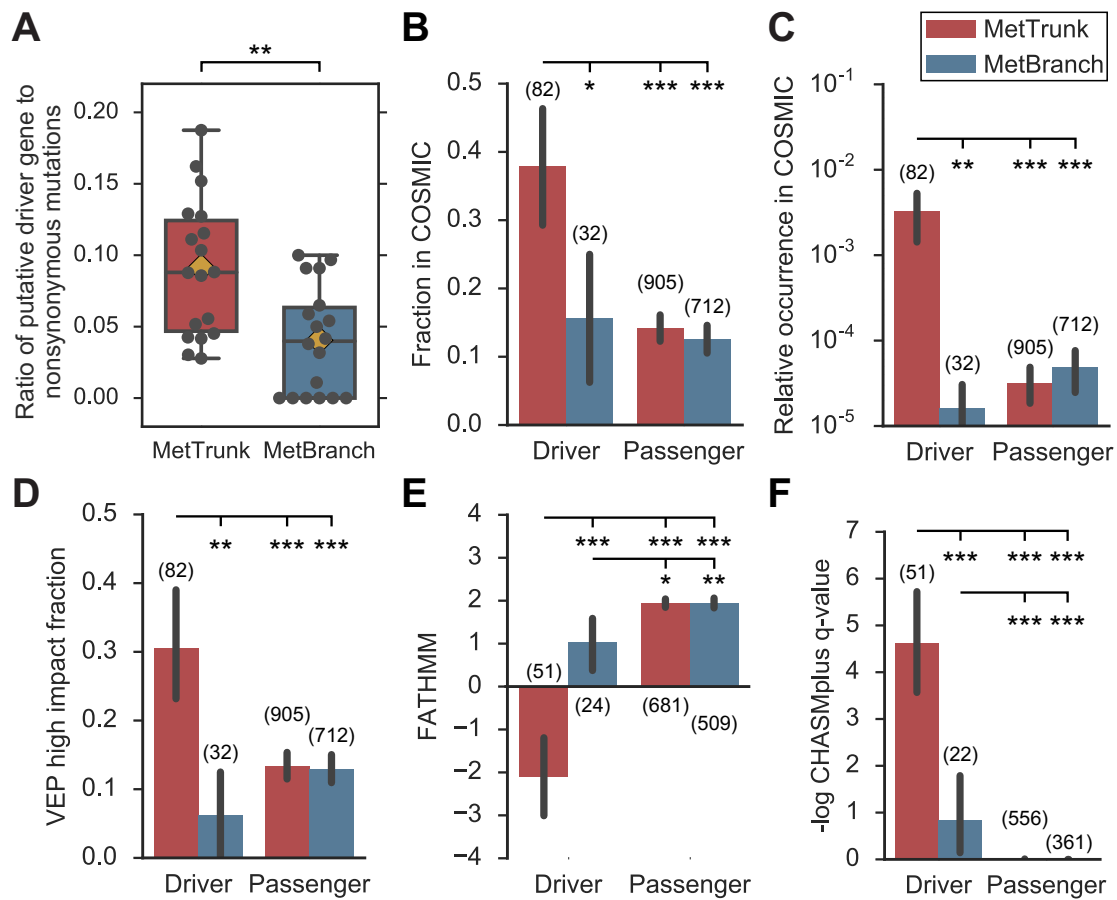 A
**
Ratio of putative driver gene to
nonsynonymous mutations
0.20
0.15
0.10
0.05
0.00
MetTrunk
MetBranch
B
Fraction in COSMIC
0.5
0.4
0.3
0.2
0.1
0.0
* *** ***
(82)
(32)
(905)
(712)
Driver
Passenger
MetTrunk
MetBranch
C
Relative occurrence in COSMIC
10⁻¹
10⁻²
10⁻³
10⁻⁴
10⁻⁵
** *** ***
(82)
(32)
(905)
(712)
Driver
Passenger
D
VEP high impact fraction
0.5
0.4
0.3
0.2
0.1
0.0
** *** ***
(82)
(32)
(905)
(712)
Driver
Passenger
E
FATHMM
4
3
2
1
0
−1
−2
−3
−4
*** *** ***
* **
(51)
(24)
(681)
(509)
Driver
Passenger
F
-log CHASMplus q-value
7
6
5
4
3
2
1
0
*** *** ***
*** ***
(51)
(22)
(556)
(361)
Driver
Passenger